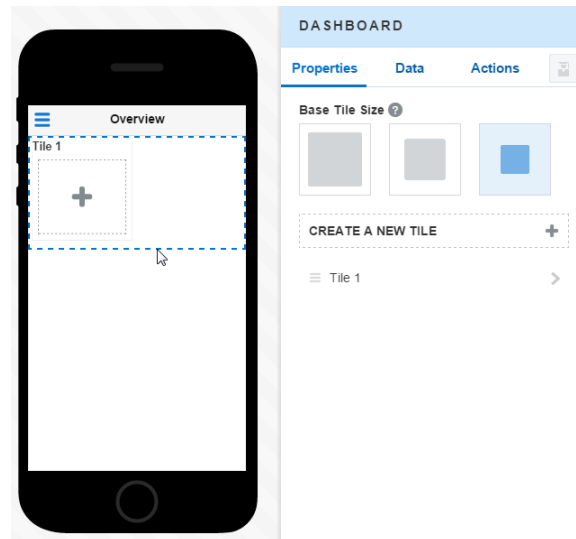 Overview
Tile 1
DASHBOARD
Properties Data Actions
Base Tile Size ?
CREATE A NEW TILE
Tile 1